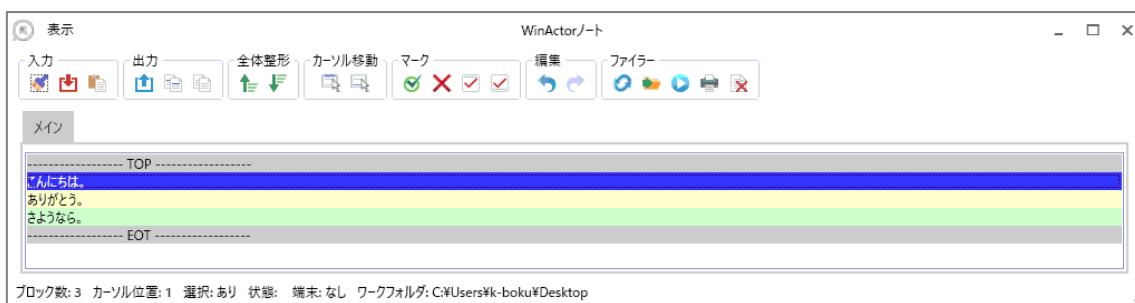 表示
WinActorノート
入力 出力 全体整形 カーソル移動 マーク 編集 ファイラー
メイン
------------------ TOP ------------------
こんにちは。
ありがとう。
さようなら。
------------------ EOT ------------------
ブロック数: 3 カーソル位置: 1 選択: あり 状態: 端末: なし ワークフォルダ: C:¥Users¥k-boku¥Desktop